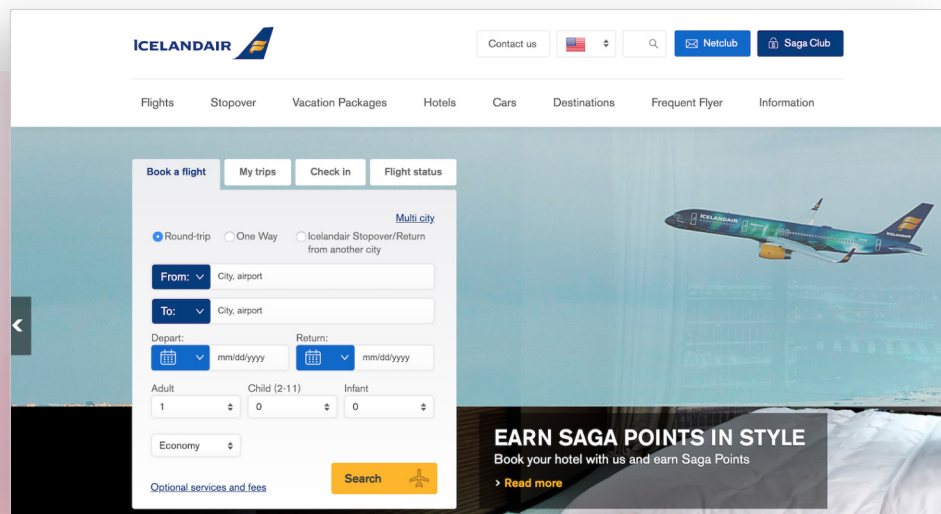 ICELANDAIR
Contact us
Netclub
Saga Club
Flights Stopover Vacation Packages Hotels Cars Destinations Frequent Flyer Information
Book a flight My trips Check in Flight status
Multi city
Round-trip One Way Icelandair Stopover/Return
from another city
From: City, airport
To: City, airport
Depart: Return:
mm/dd/yyyy mm/dd/yyyy
Adult Child (2-11) Infant
1 0 0
Economy
Search
Optional services and fees
ICELANDAIR
EARN SAGA POINTS IN STYLE
Book your hotel with us and earn Saga Points
Read more